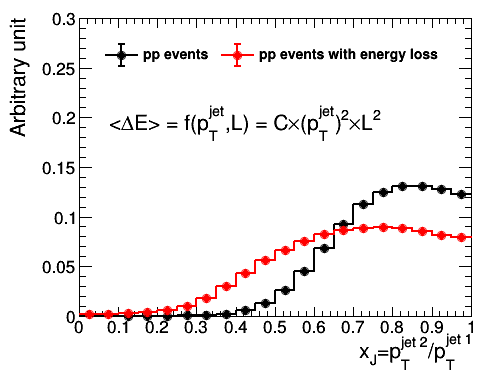 Arbitrary unit
0.3
0.25
0.2
0.15
0.1
0.05
0
pp events
pp events with energy loss
<ΔE> = f(p_T^jet,L) = C×(p_T^jet)²×L²
0 0.1 0.2 0.3 0.4 0.5 0.6 0.7 0.8 0.9 1
x_J=p_T^jet 2/p_T^jet 1